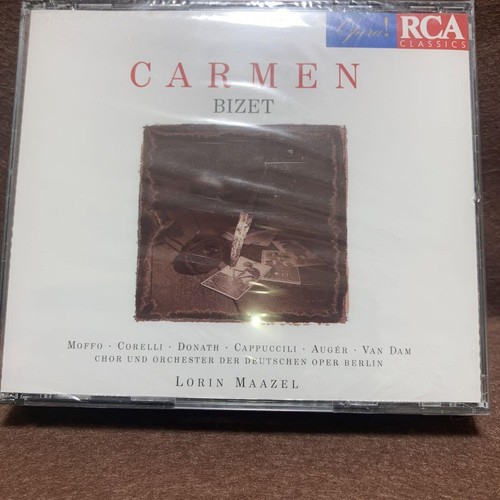 Opera!
RCA
CLASSICS
CARMEN
BIZET
MOFFO · CORELLI · DONATH · CAPPUCCILI · AUGÉR · VAN DAM
CHOR UND ORCHESTER DER DEUTSCHEN OPER BERLIN
LORIN MAAZEL